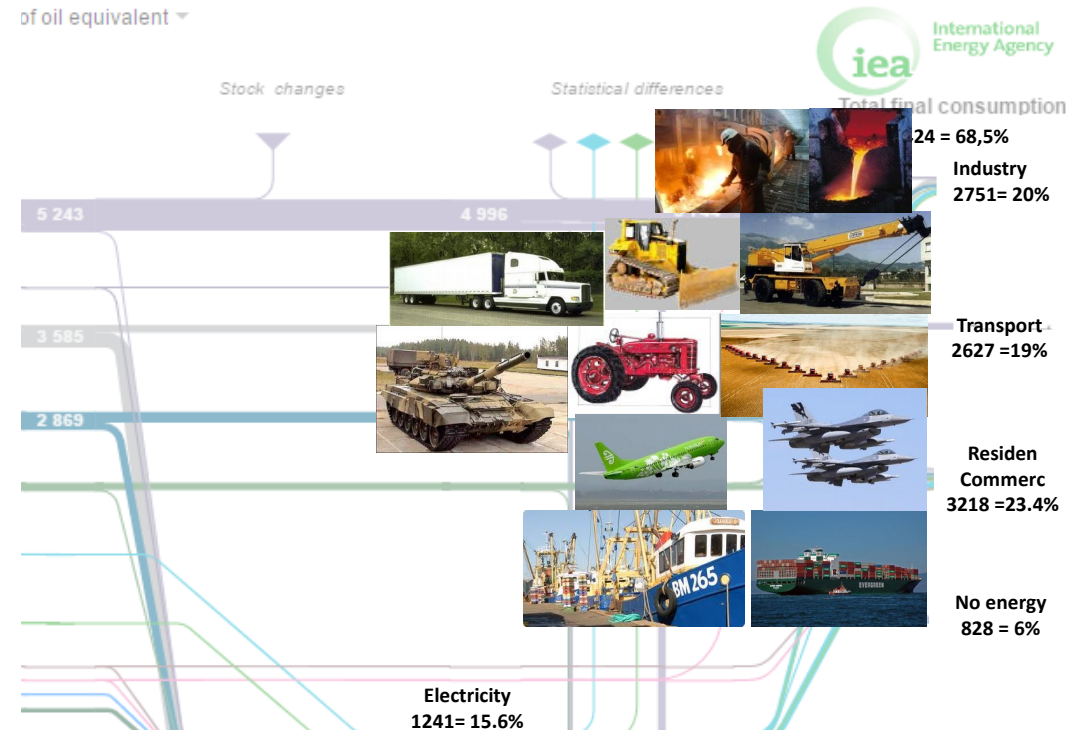 of oil equivalent
International
Energy Agency
iea
Stock changes
Statistical differences
Total final consumption
424 = 68,5%
Industry
2751= 20%
5 243
4 996
Transport
2627 =19%
3 585
2 869
Residen
Commerc
3218 =23.4%
BM 265
EVERGREEN
No energy
828 = 6%
Electricity
1241= 15.6%